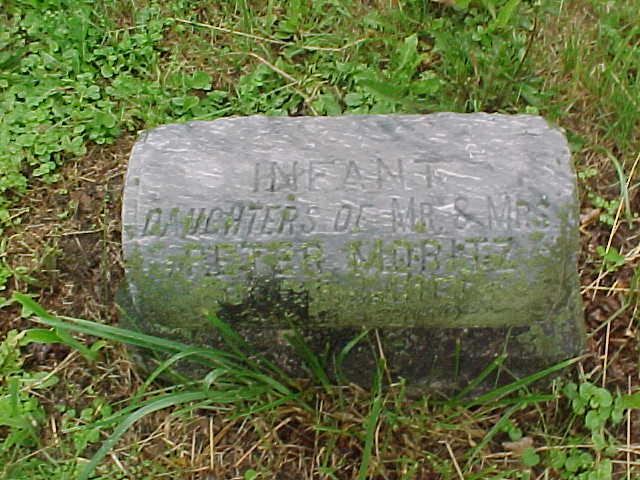 INFANT
DAUGHTERS OF MR. & MRS.
PETER MORITZ